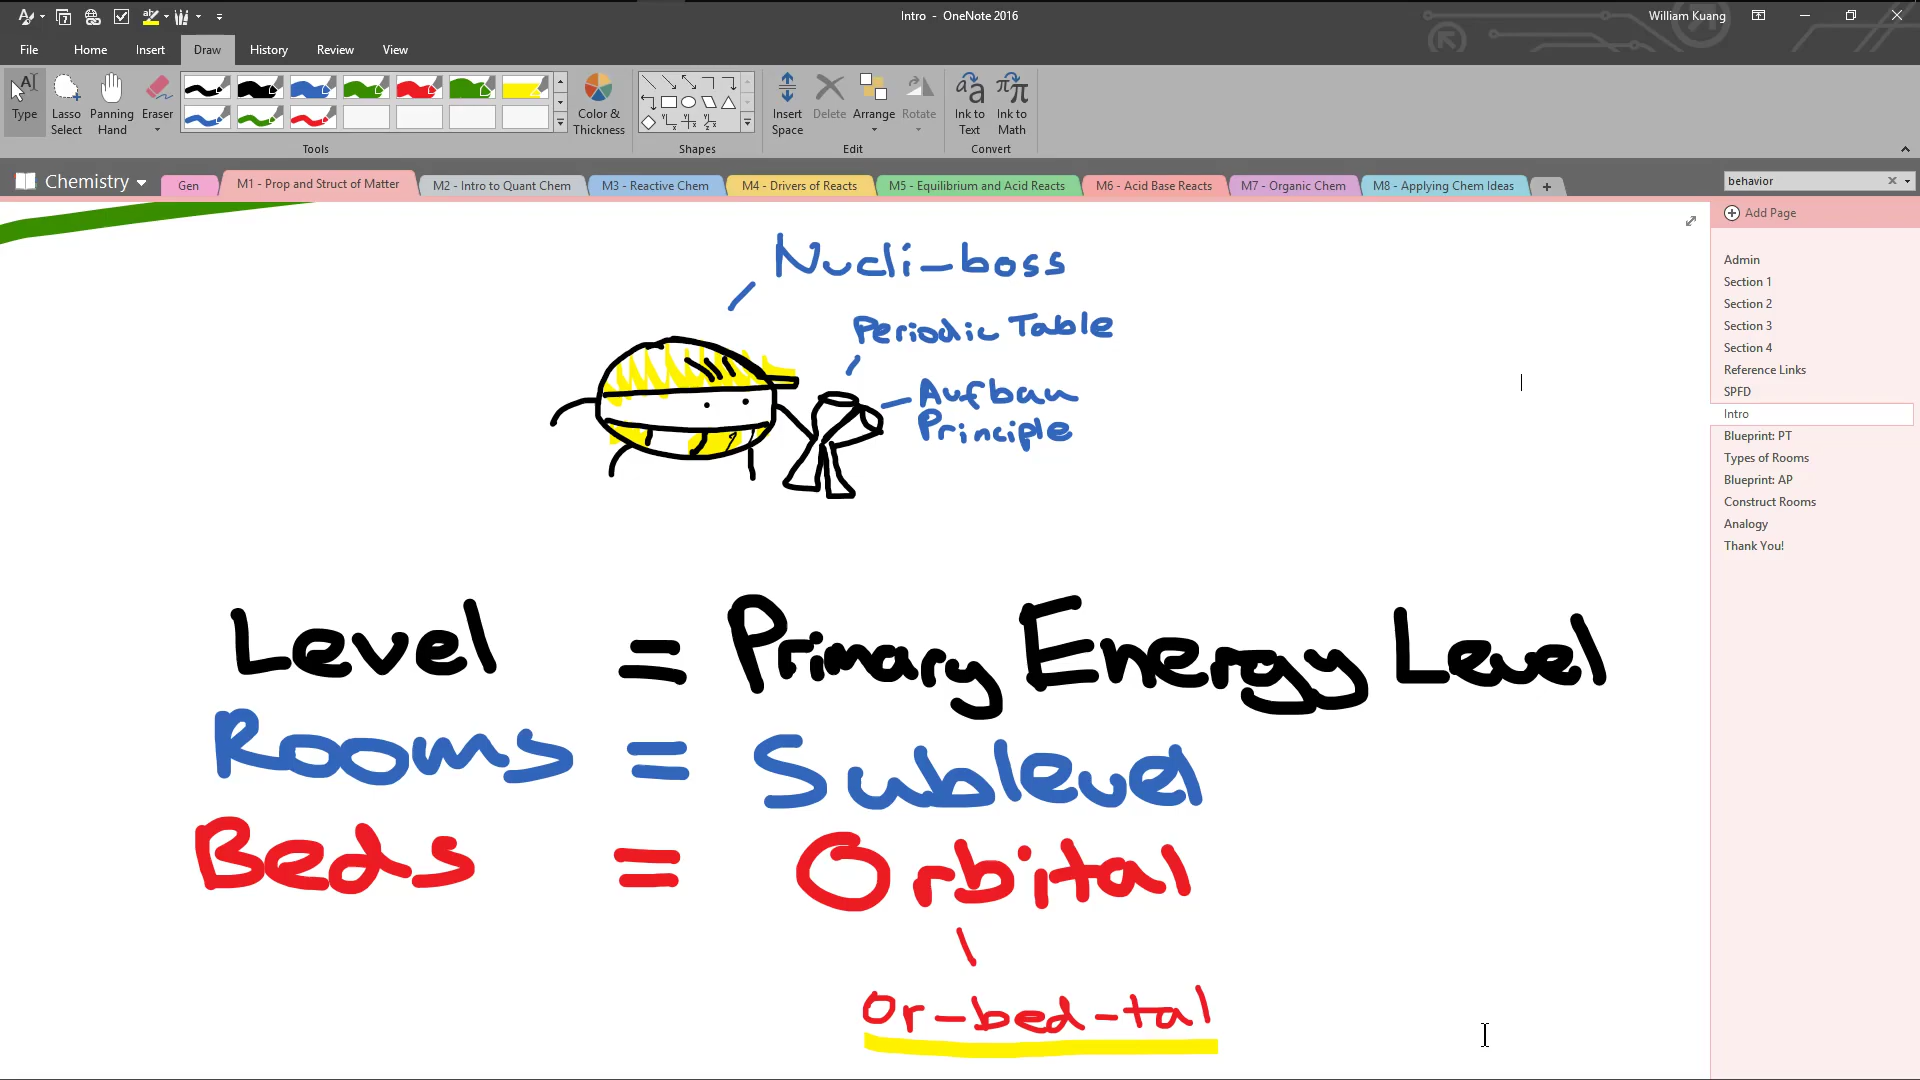 Intro - OneNote 2016
William Kuang
File Home Insert Draw History Review View
Type
Lasso Select
Panning Hand
Eraser
Color & Thickness
Insert Space
Delete
Arrange
Rotate
Ink to Text
Ink to Math
Tools
Shapes
Edit
Convert
Chemistry
Gen
M1 - Prop and Struct of Matter
M2 - Intro to Quant Chem
M3 - Reactive Chem
M4 - Drivers of Reacts
M5 - Equilibrium and Acid Reacts
M6 - Acid Base Reacts
M7 - Organic Chem
M8 - Applying Chem Ideas
behavior
Add Page
Admin
Section 1
Section 2
Section 3
Section 4
Reference Links
SPFD
Intro
Blueprint: PT
Types of Rooms
Blueprint: AP
Construct Rooms
Analogy
Thank You!
Nucli-boss
Periodic Table
Aufbau
Principle
Level = Primary Energy Level
Rooms = Sublevel
Beds = Orbital
Or-bed-tal